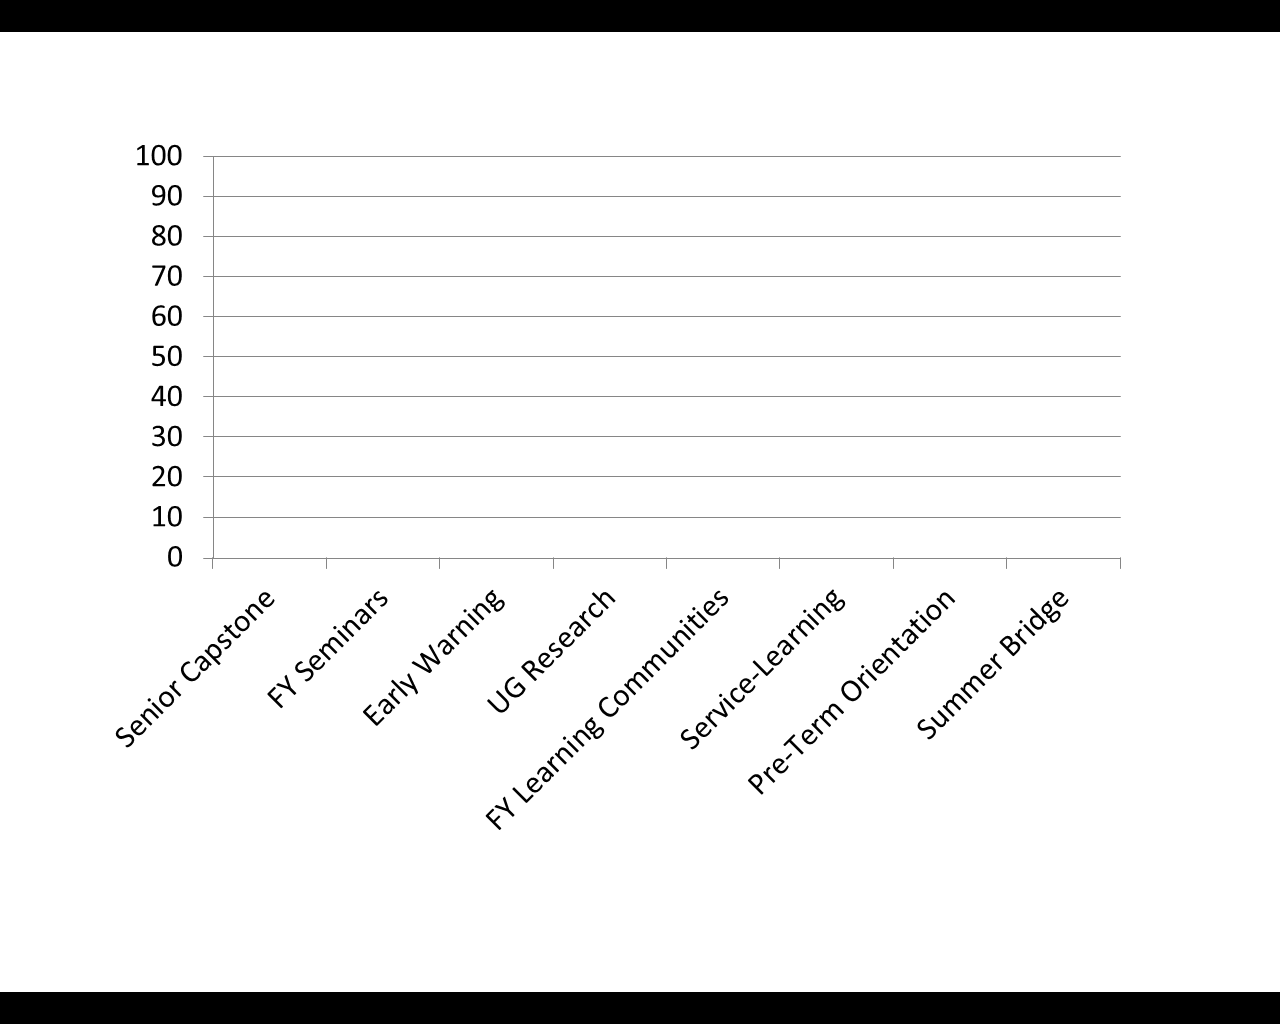 100
90
80
70
60
50
40
30
20
10
0
Senior Capstone
FY Seminars
Early Warning
UG Research
FY Learning Communities
Service-Learning
Pre-Term Orientation
Summer Bridge